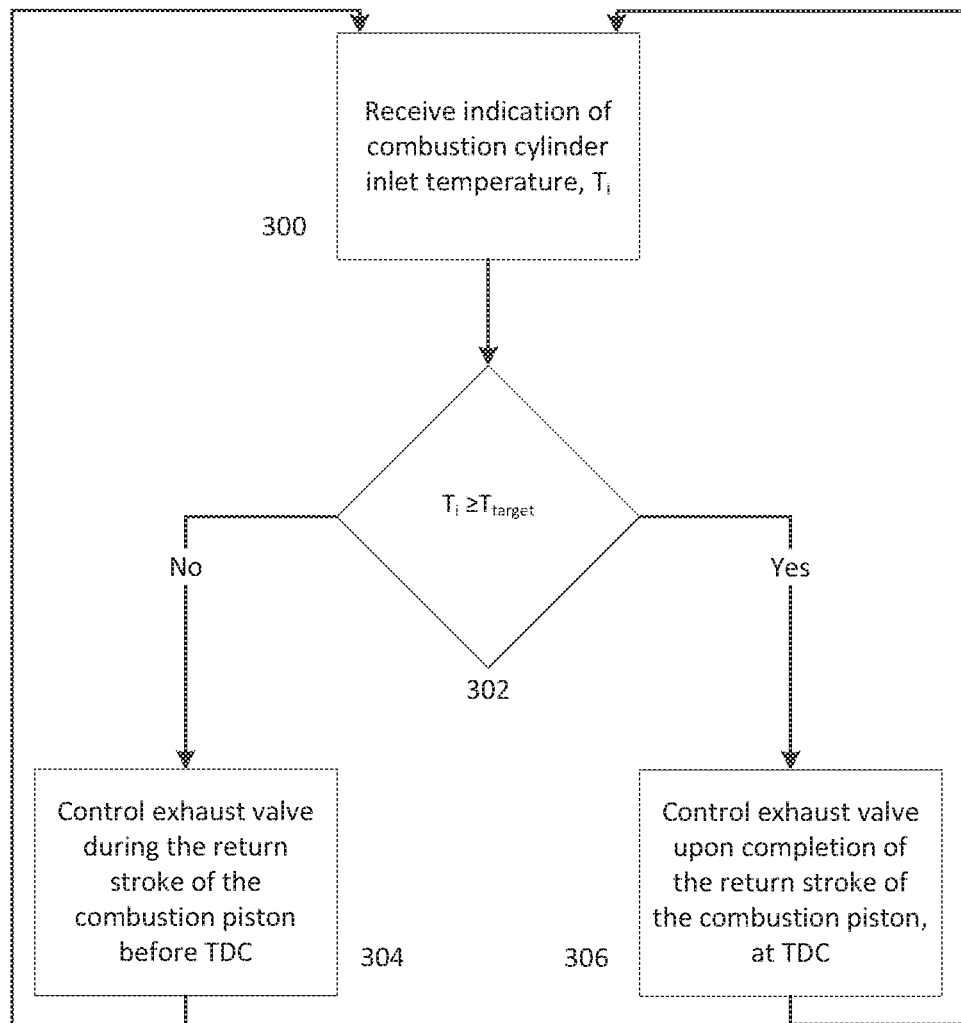 Receive indication of
combustion cylinder
inlet temperature, Tᵢ
300
Tᵢ ≥Ttarget
No
Yes
302
Control exhaust valve
during the return
stroke of the
combustion piston
before TDC
304
306
Control exhaust valve
upon completion of
the return stroke of
the combustion piston,
at TDC